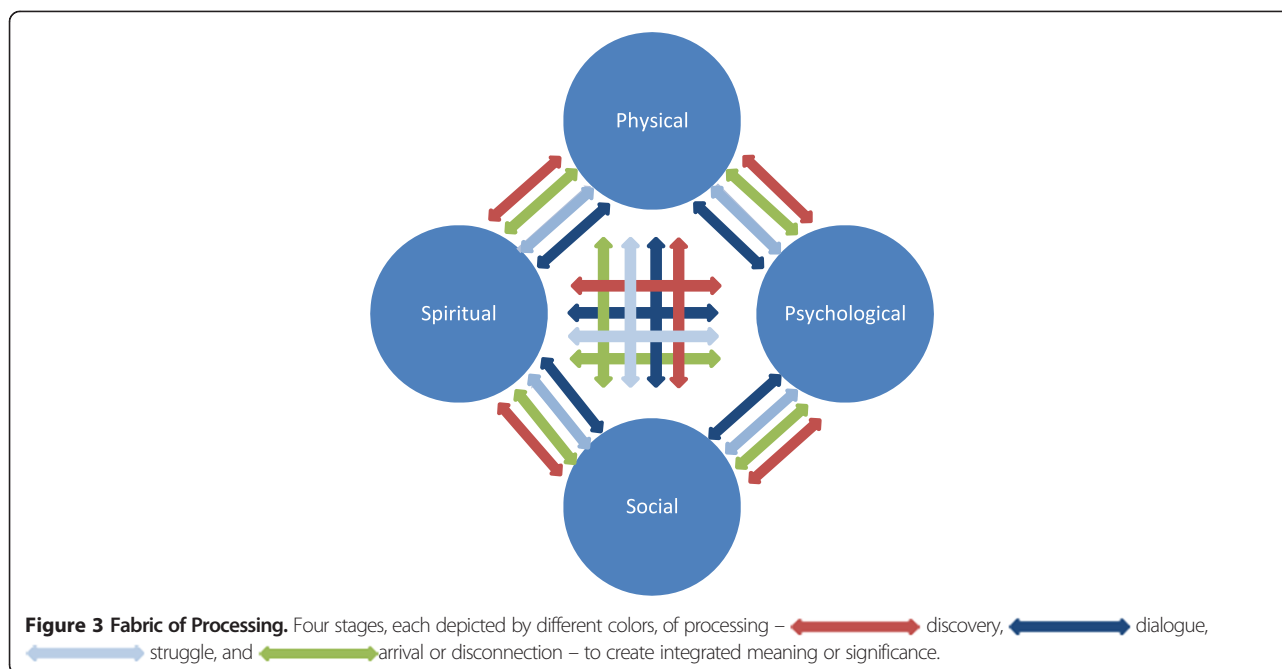 Physical
Spiritual
Psychological
Social
Figure 3 Fabric of Processing. Four stages, each depicted by different colors, of processing – discovery, dialogue,
struggle, and arrival or disconnection – to create integrated meaning or significance.